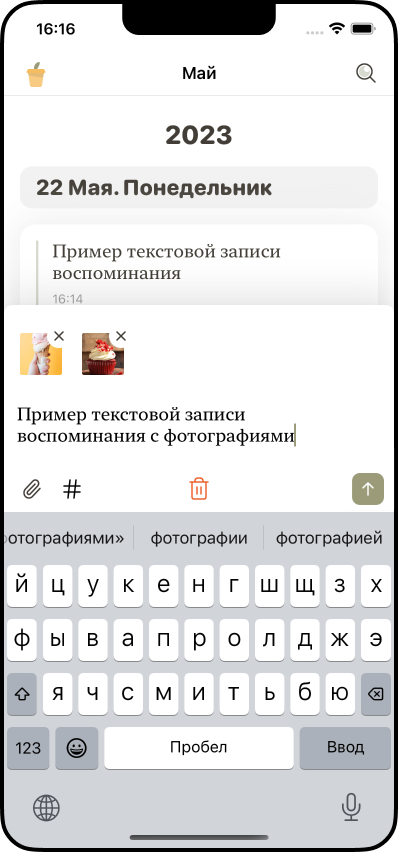 16:16
Май
2023
22 Мая. Понедельник
Пример текстовой записи
воспоминания
16:14
Пример текстовой записи
воспоминания с фотографиями
отографиями» фотографии фотографией
й ц у к е н г ш щ з х
ф ы в а п р о л д ж э
я ч с м и т ь б ю
123 Пробел Ввод